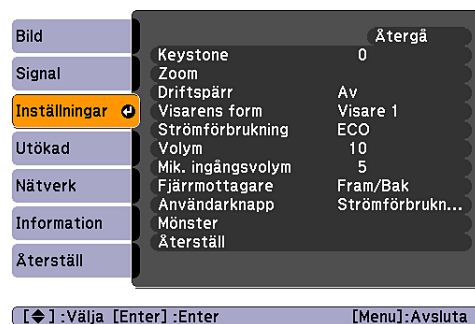 Bild
Signal
Inställningar
Utökad
Nätverk
Information
Återställ
Återgå
Keystone 0
Zoom
Driftspärr Av
Visarens form Visare 1
Strömförbrukning ECO
Volym 10
Mik. ingångsvolym 5
Fjärrmottagare Fram/Bak
Användarknapp Strömförbrukn...
Mönster
Återställ
[ ] :Välja [Enter] :Enter [Menu]:Avsluta